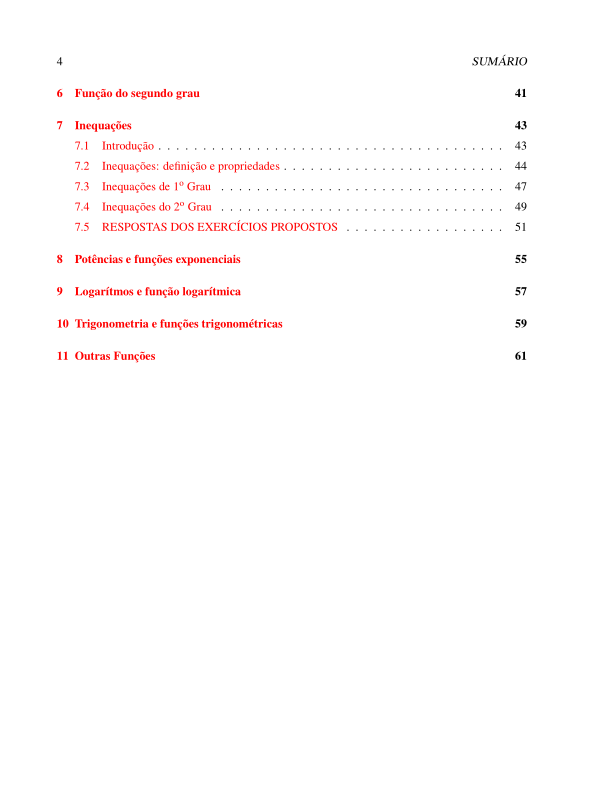 4 SUMÁRIO
6 Função do segundo grau 41
7 Inequações 43
7.1 Introdução . . . . . . . . . . . . . . . . . . . . . . . . . . . . . . . . . . . . . . . 43
7.2 Inequações: definição e propriedades . . . . . . . . . . . . . . . . . . . . . . . . . 44
7.3 Inequações de 1º Grau . . . . . . . . . . . . . . . . . . . . . . . . . . . . . . . . 47
7.4 Inequações do 2º Grau . . . . . . . . . . . . . . . . . . . . . . . . . . . . . . . . 49
7.5 RESPOSTAS DOS EXERCÍCIOS PROPOSTOS . . . . . . . . . . . . . . . . . . 51
8 Potências e funções exponenciais 55
9 Logarítmos e função logarítmica 57
10 Trigonometria e funções trigonométricas 59
11 Outras Funções 61